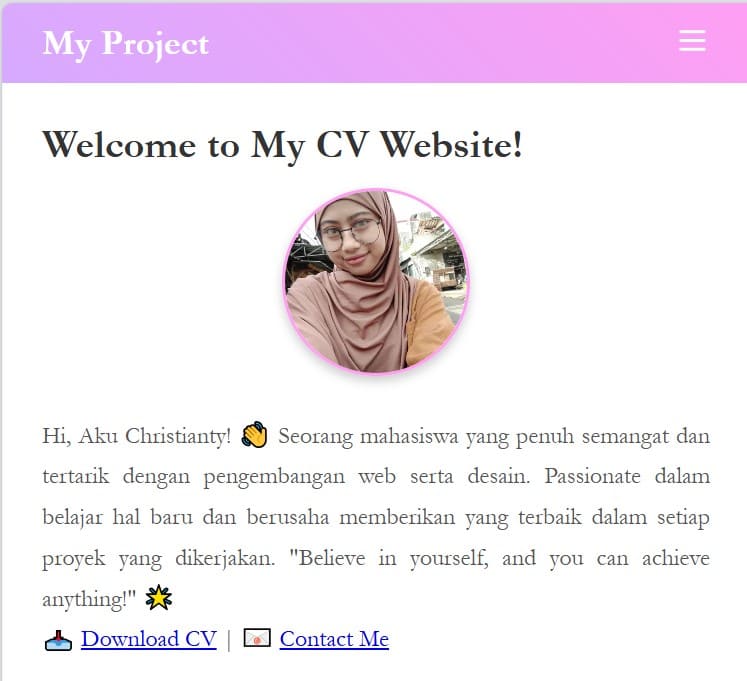 My Project
Welcome to My CV Website!
Hi, Aku Christianty! 👋 Seorang mahasiswa yang penuh semangat dan
tertarik dengan pengembangan web serta desain. Passionate dalam
belajar hal baru dan berusaha memberikan yang terbaik dalam setiap
proyek yang dikerjakan. "Believe in yourself, and you can achieve
anything!" 🌟
📥 Download CV | 💌 Contact Me